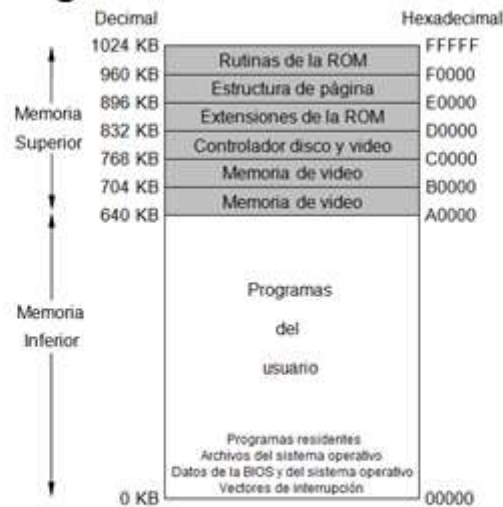 Decimal Hexadecimal
1024 KB FFFFF
Rutinas de la ROM
960 KB F0000
Estructura de página
896 KB E0000
Memoria Extensiones de la ROM
832 KB D0000
Superior Controlador disco y video
768 KB C0000
Memoria de video
704 KB B0000
Memoria de video
640 KB A0000
Programas
Memoria
del
Inferior
usuario
Programas residentes
Archivos del sistema operativo
Datos de la BIOS y del sistema operativo
Vectores de interrupción
0 KB 00000